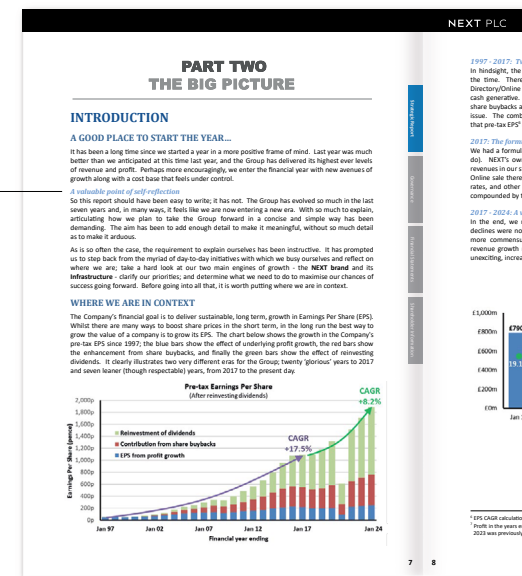 NEXT PLC
PART TWO
THE BIG PICTURE
INTRODUCTION
A GOOD PLACE TO START THE YEAR…
It has been a long time since we started a year in a more positive frame of mind. Last year was much
better than we anticipated at this time last year, and the Group has delivered its highest ever levels
of revenue and profit. Perhaps more encouragingly, we enter the financial year with new avenues of
growth along with a cost base that feels under control.
A valuable point of self-reflection
So this report should have been easy to write; it has not. The Group has evolved so much in the last
seven years and, in many ways, it feels like we are now entering a new era. With so much to explain,
articulating how we plan to take the Group forward in a concise and simple way has been
demanding. The aim has been to add enough detail to make it meaningful, without so much detail
as to make it arduous.
As is so often the case, the requirement to explain ourselves has been instructive. It has prompted
us to step back from the myriad of day-to-day initiatives with which we busy ourselves and reflect on
where we are; take a hard look at our two main engines of growth - the NEXT brand and its
Infrastructure - clarify our priorities; and determine what we need to do to maximise our chances of
success going forward. Before going into all that, it is worth putting where we are in context.
WHERE WE ARE IN CONTEXT
The Company's financial goal is to deliver sustainable, long term, growth in Earnings Per Share (EPS).
Whilst there are many ways to boost share prices in the short term, in the long run the best way to
grow the value of a company is to grow its EPS. The chart below shows the growth in the Company's
pre-tax EPS since 1997; the blue bars show the effect of underlying profit growth, the red bars show
the enhancement from share buybacks, and finally the green bars show the effect of reinvesting
dividends. It clearly illustrates two very different eras for the Group; twenty 'glorious' years to 2017
and seven leaner (though respectable) years, from 2017 to the present day.
Pre-tax Earnings Per Share
(After reinvesting dividends)
CAGR
+8.2%
CAGR
+17.5%
Earnings Per Share (pence)
2,000p
1,800p
1,600p
1,400p
1,200p
1,000p
800p
600p
400p
200p
0p
Reinvestment of dividends
Contribution from share buybacks
EPS from profit growth
Jan 97 Jan 02 Jan 07 Jan 12 Jan 17 Jan 24
Financial year ending
7
Strategic Report
Governance
Financial Statements
Shareholder Information
1997 - 2017: Tw
In hindsight, the
the time. There
Directory/Online
cash generative.
share buybacks a
issue. The comb
that pre-tax EPS⁶
2017: The formu
We had a formul
do). NEXT's ow
revenues in our s
Online sale there
rates, and other
compounded by t
2017 - 2024: A v
In the end, we
declines were no
more commensu
revenue growth
unexciting, increa
£1,000m
£800m
£600m
£400m
£200m
£0m
£790
19.1
Jan
⁶ EPS CAGR calculatio
⁷ Profit in the years e
2023 was previously
8